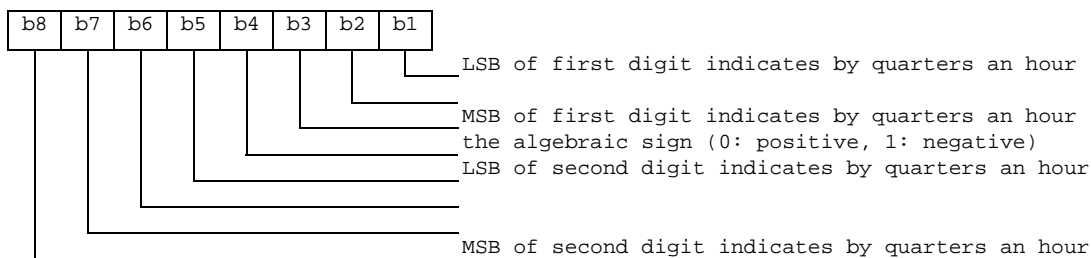 b8 b7 b6 b5 b4 b3 b2 b1
LSB of first digit indicates by quarters an hour
MSB of first digit indicates by quarters an hour
the algebraic sign (0: positive, 1: negative)
LSB of second digit indicates by quarters an hour
MSB of second digit indicates by quarters an hour